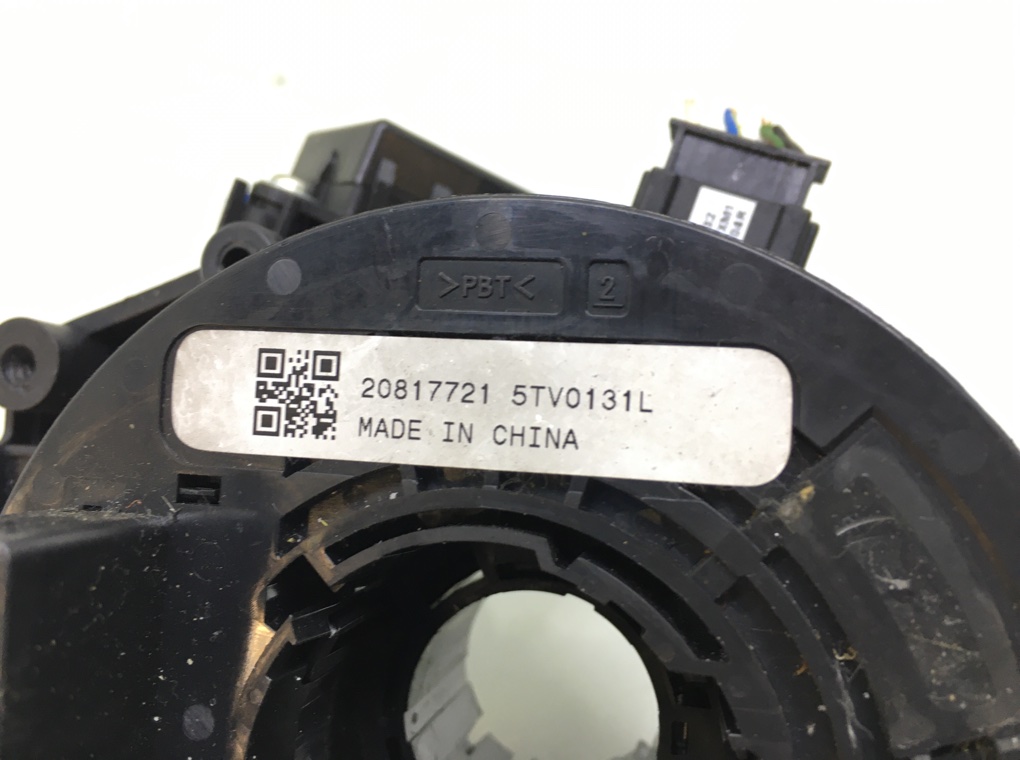 >PBT<
2
20817721 5TV0131L
MADE IN CHINA